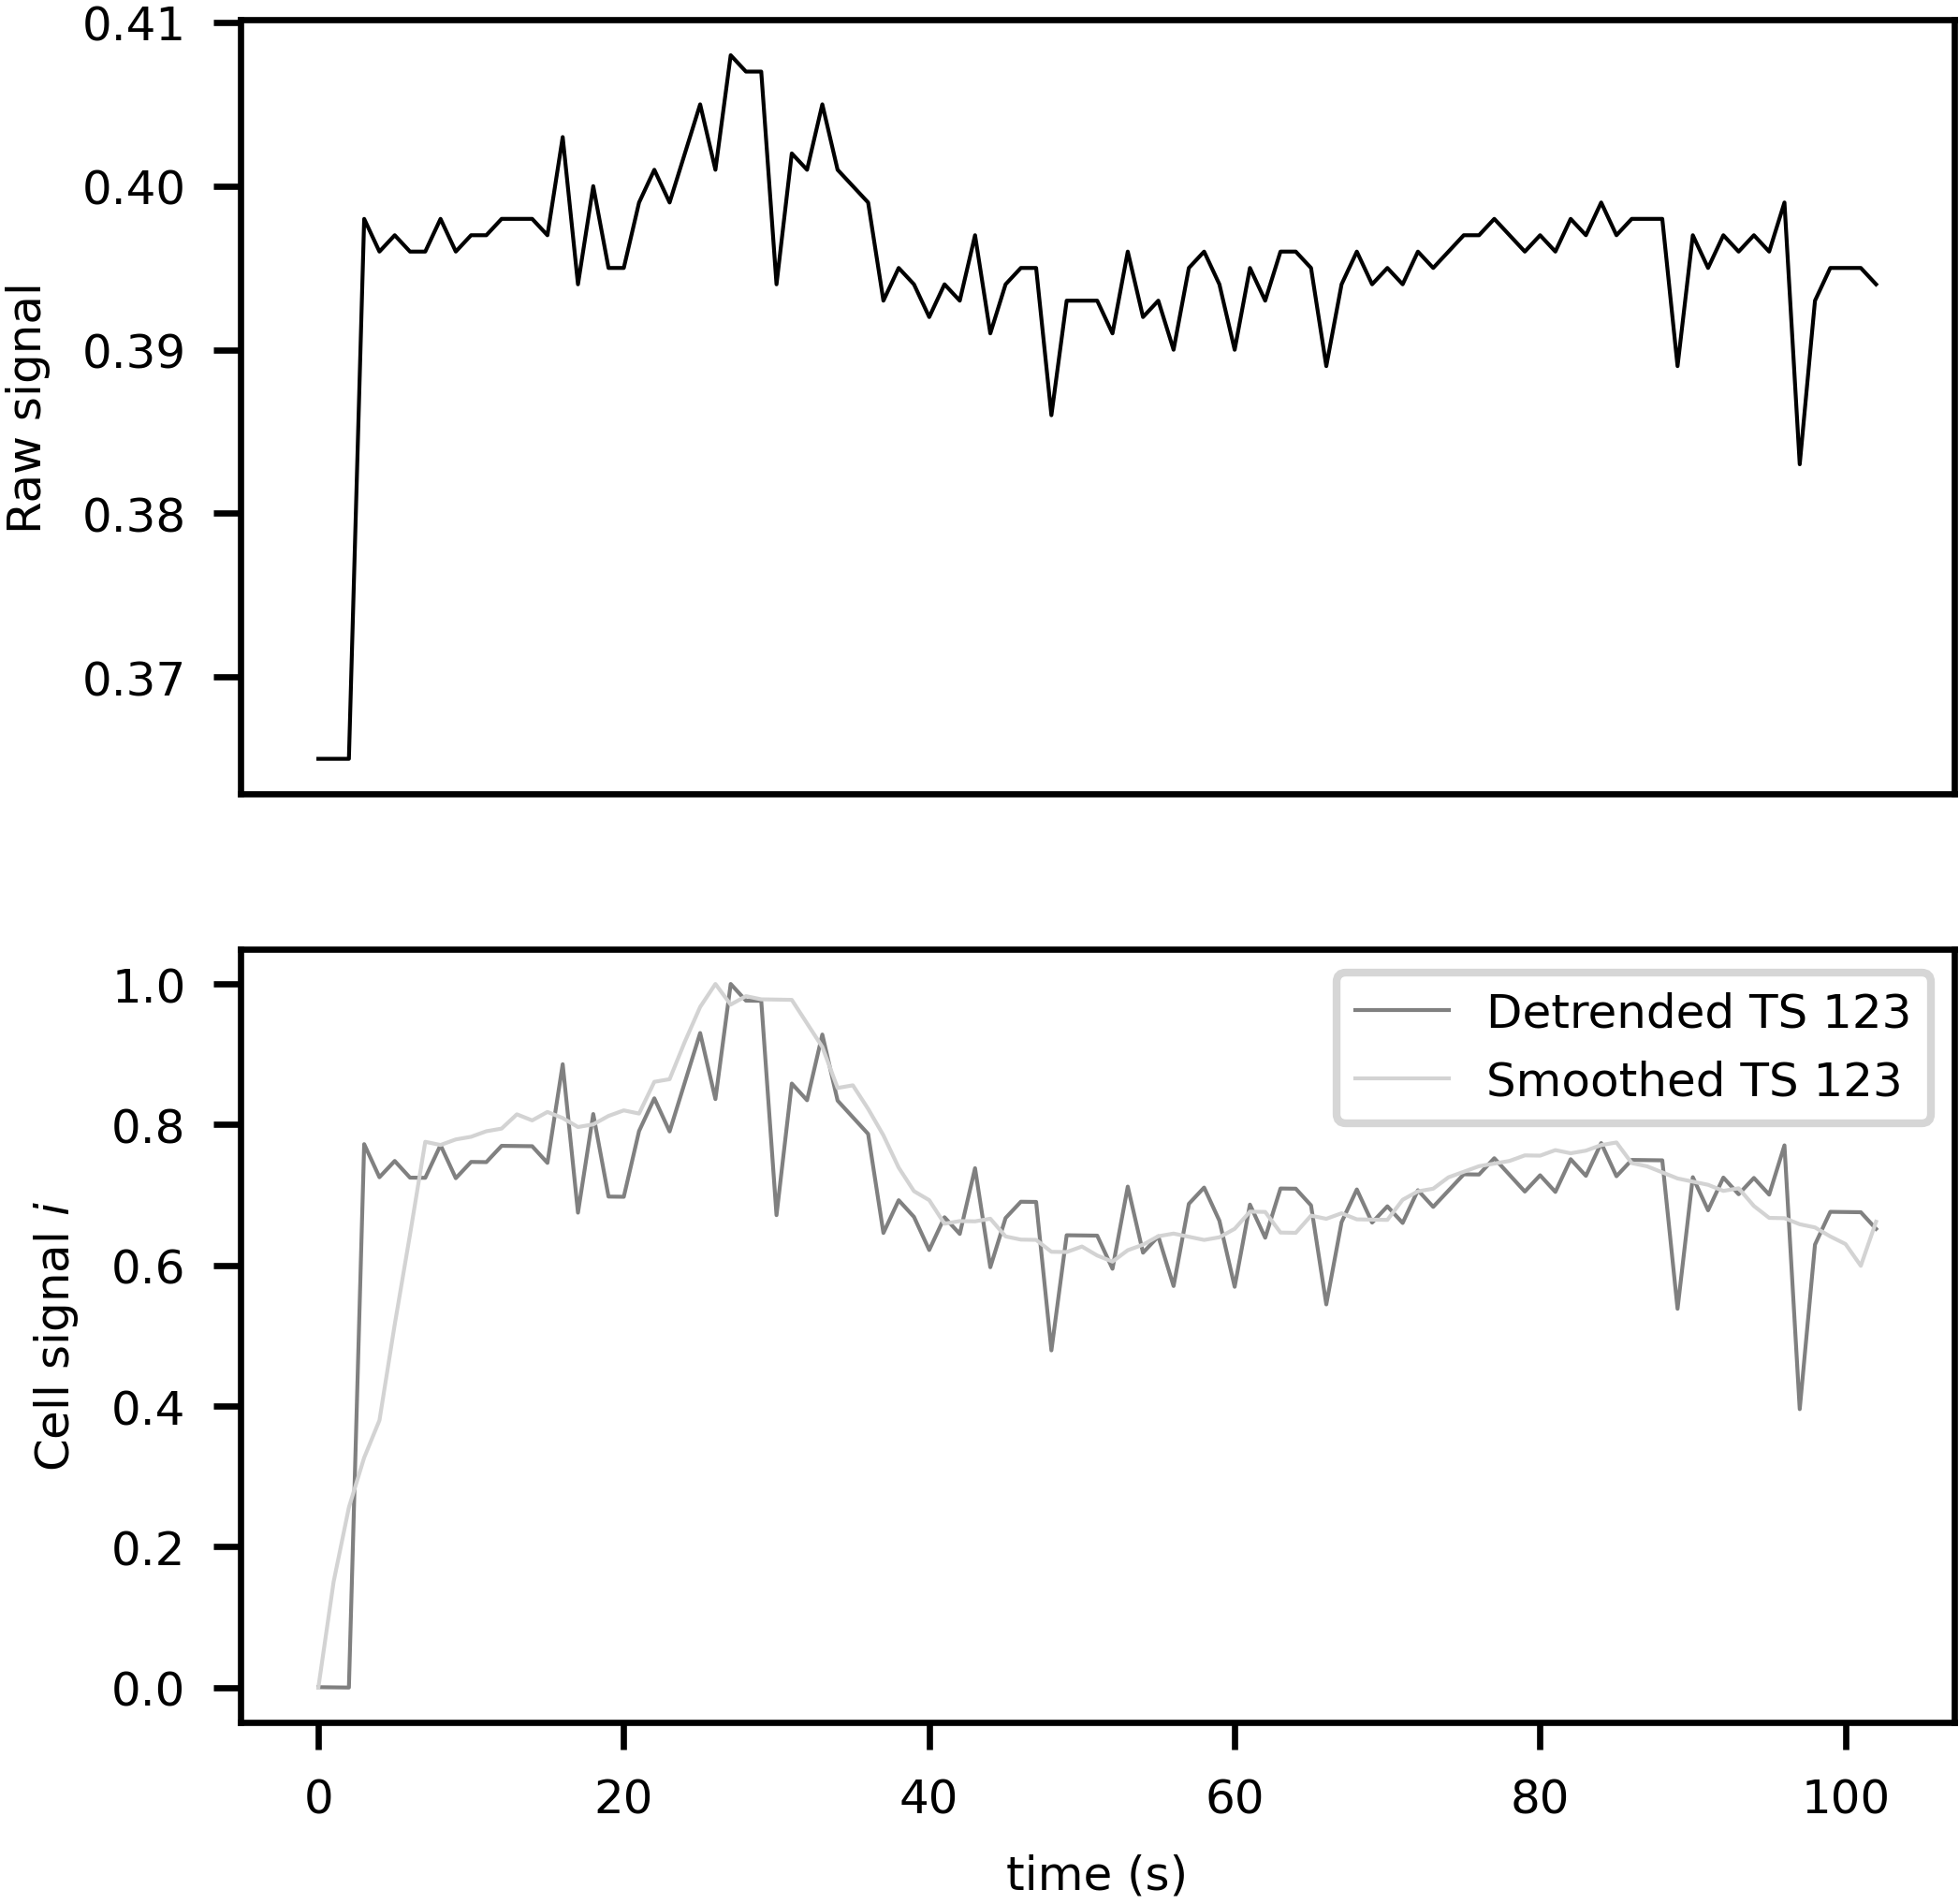 Raw signal
0.41
0.40
0.39
0.38
0.37
Cell signal i
1.0
0.8
0.6
0.4
0.2
0.0
Detrended TS 123
Smoothed TS 123
0 20 40 60 80 100
time (s)